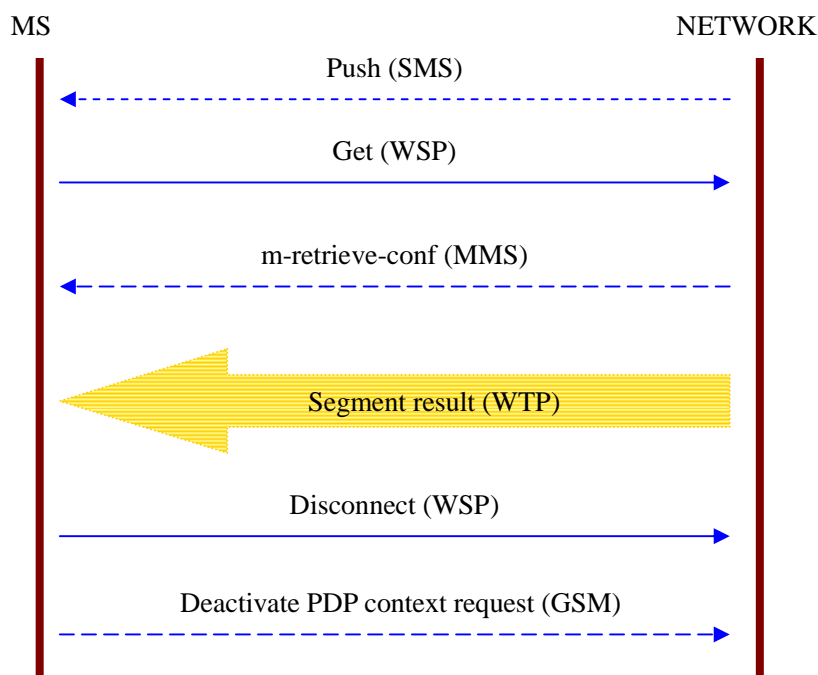 MS
NETWORK
Push (SMS)
Get (WSP)
m-retrieve-conf (MMS)
Segment result (WTP)
Disconnect (WSP)
Deactivate PDP context request (GSM)